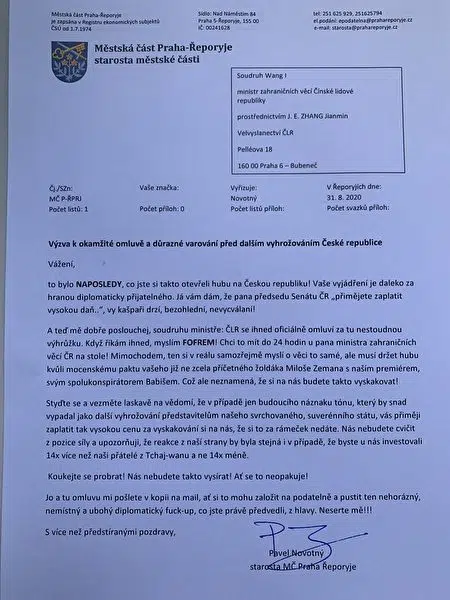 Městská část Praha-Řeporyje
je zapsána v Registru ekonomických subjektů
ČSÚ od 1.7.1974
Sídlo: Nad Náměstím 84
Praha 5-Řeporyje, 155 00
IČ: 00241628
tel: 251 625 929, 251625794
el.podání: epodatelna@prahareporyje.cz
e-mail: starosta@prahareporyje.cz
Městská část Praha-Řeporyje
starosta městské části
Soudruh Wang I
ministr zahraničních věcí Čínské lidové
republiky
prostřednictvím J. E. ZHANG Jianmin
Velvyslanectví ČLR
Pelléova 18
160 00 Praha 6 – Bubeneč
Čj./SZn: Vaše značka: Vyřizuje: V Řeporyjích dne:
MČ P-ŘPRJ Novotný 31. 8. 2020
Počet listů: 1 Počet příloh: 0 Počet listů příloh: Počet svazků příloh:
Výzva k okamžité omluvě a důrazné varování před dalším vyhrožováním České republice
Vážení,
to bylo NAPOSLEDY, co jste si takto otevřeli hubu na Českou republiku! Vaše vyjádření je daleko za
hranou diplomaticky přijatelného. Já vám dám, že pana předsedu Senátu ČR „přimějete zaplatit
vysokou daň..“, vy kašpaři drzí, bezohlední, nevycválaní!
A teď mě dobře poslouchej, soudruhu ministře: ČLR se ihned oficiálně omluví za tu nestoudnou
výhrůžku. Když říkám ihned, myslím FOFREM! Chci to mít do 24 hodin u pana ministra zahraničních
věcí ČR na stole! Mimochodem, ten si v reálu samozřejmě myslí o věci to samé, ale musí držet hubu
kvůli mocenskému paktu vašeho již ne zcela příčetného žoldáka Miloše Zemana s naším premiérem,
svým spolukonspirátorem Babišem. Což ale neznamená, že si na nás budete takto vyskakovat!
Styďte se a vezměte laskavě na vědomí, že v případě jen budoucího náznaku tónu, který by snad
vypadal jako další vyhrožování představitelům našeho svrchovaného, suverénního státu, vás přiměji
zaplatit tak vysokou cenu za vyskakování si na nás, že si to za rámeček nedáte. Nás nebudete cvičit
z pozice síly a upozorňuji, že reakce z naší strany by byla stejná i v případě, že byste u nás investovali
14x více než naši přátelé z Tchaj-wanu a ne 14x méně.
Koukejte se probrat! Nás nebudete takto vysírat! Ať se to neopakuje!
Jo a tu omluvu mi pošlete v kopii na mail, ať si to mohu založit na podatelně a pustit ten nehorázný,
nemístný a ubohý diplomatický fuck-up, co jste právě předvedli, z hlavy. Neserte mě!!!
S více než předstíranými pozdravy,
Pavel Novotný
starosta MČ Praha Řeporyje